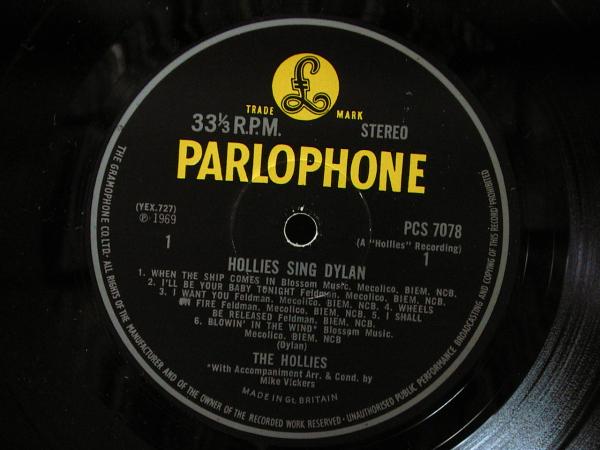 £
TRADE MARK
33⅓ R.P.M. STEREO
PARLOPHONE
(YEX.727) PCS 7078
℗ 1969 (A "Hollies" Recording)
1 1
HOLLIES SING DYLAN
1. WHEN THE SHIP COMES IN Blossom Music. Mecolico. BIEM. NCB.
2. I'LL BE YOUR BABY TONIGHT Feldman. Mecolico. BIEM. NCB.
3. I WANT YOU Feldman. Mecolico. BIEM. NCB. 4. WHEELS
ON FIRE Feldman. Mecolico. BIEM. NCB. 5. I SHALL
BE RELEASED Feldman. Mecolico. BIEM. NCB.
6. BLOWIN' IN THE WIND* Blossom Music.
Mecolico. BIEM. NCB
(Dylan)
THE HOLLIES
*With Accompaniment Arr. & Cond. by
Mike Vickers
MADE IN Gt. BRITAIN
THE GRAMOPHONE CO. LTD. ALL RIGHTS OF THE MANUFACTURER AND OF THE OWNER OF THE RECORDED WORK RESERVED. UNAUTHORISED PUBLIC PERFORMANCE BROADCASTING AND COPYING OF THIS RECORD PROHIBITED